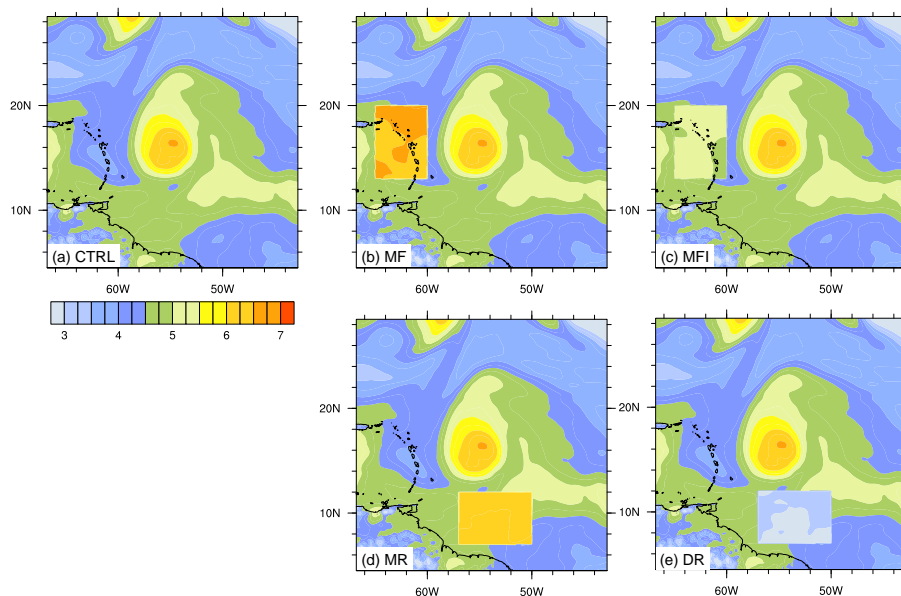 20N
10N
(a) CTRL
60W
50W
20N
10N
(b) MF
60W
50W
20N
10N
(c) MFI
60W
50W
3
4
5
6
7
20N
10N
(d) MR
60W
50W
20N
10N
(e) DR
60W
50W